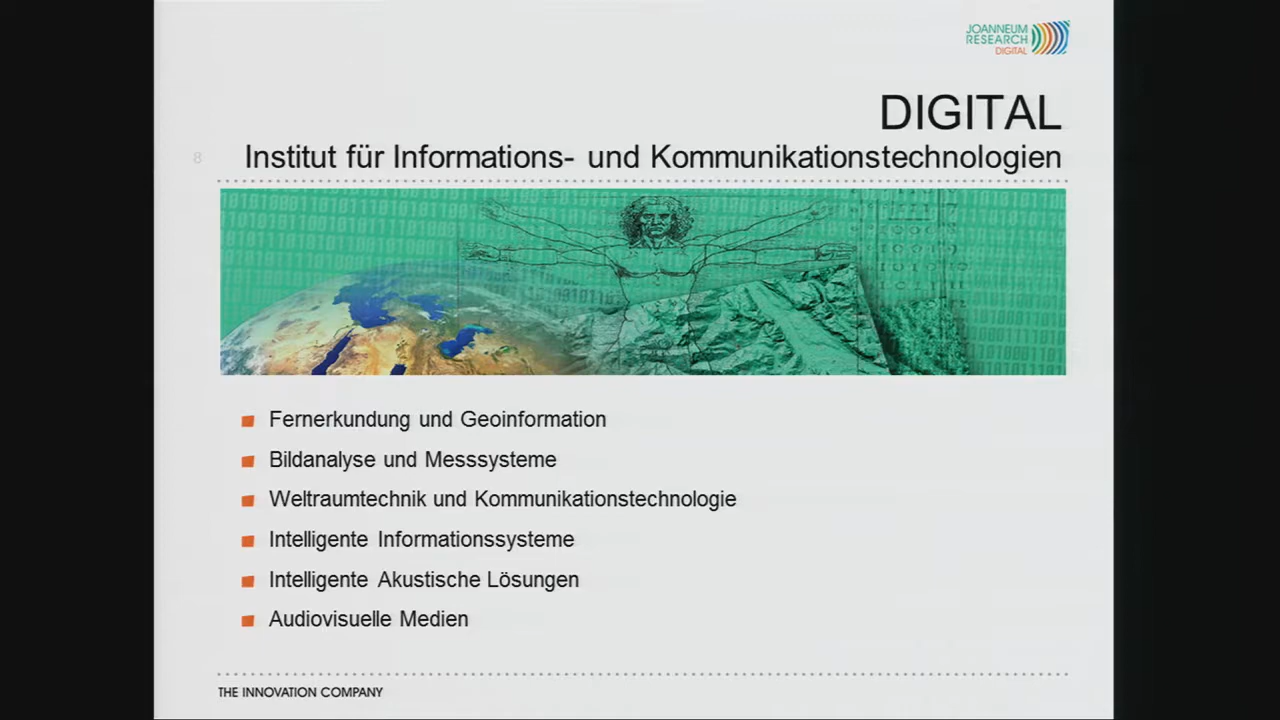 JOANNEUM
RESEARCH
DIGITAL
DIGITAL
8
Institut für Informations- und Kommunikationstechnologien
Fernerkundung und Geoinformation
Bildanalyse und Messsysteme
Weltraumtechnik und Kommunikationstechnologie
Intelligente Informationssysteme
Intelligente Akustische Lösungen
Audiovisuelle Medien
THE INNOVATION COMPANY